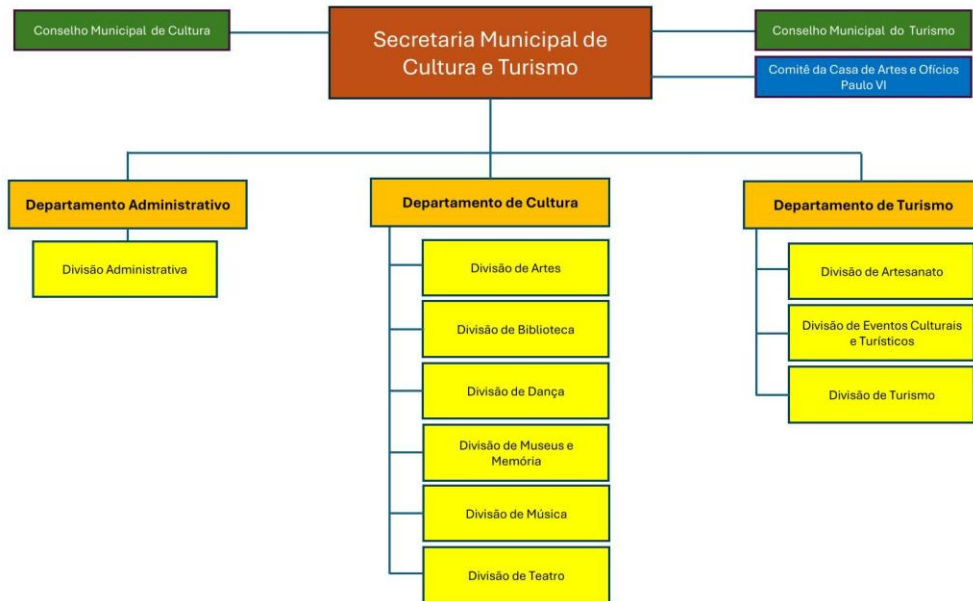 Conselho Municipal de Cultura
Secretaria Municipal de
Cultura e Turismo
Conselho Municipal do Turismo
Comitê da Casa de Artes e Ofícios
Paulo VI
Departamento Administrativo
Divisão Administrativa
Departamento de Cultura
Divisão de Artes
Divisão de Biblioteca
Divisão de Dança
Divisão de Museus e
Memória
Divisão de Música
Divisão de Teatro
Departamento de Turismo
Divisão de Artesanato
Divisão de Eventos Culturais
e Turísticos
Divisão de Turismo